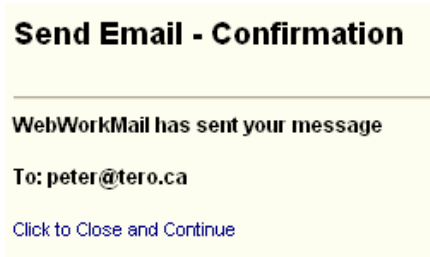 Send Email - Confirmation
WebWorkMail has sent your message
To: peter@tero.ca
Click to Close and Continue